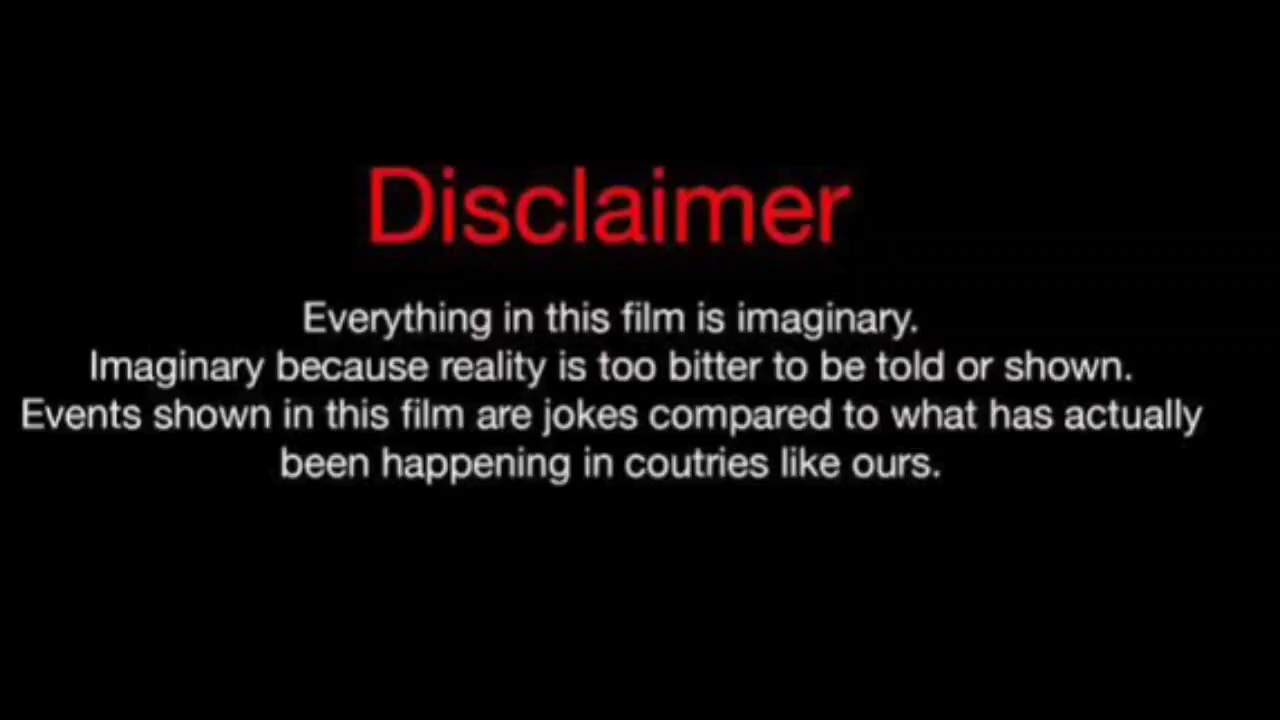 Disclaimer
Everything in this film is imaginary.
Imaginary because reality is too bitter to be told or shown.
Events shown in this film are jokes compared to what has actually
been happening in coutries like ours.